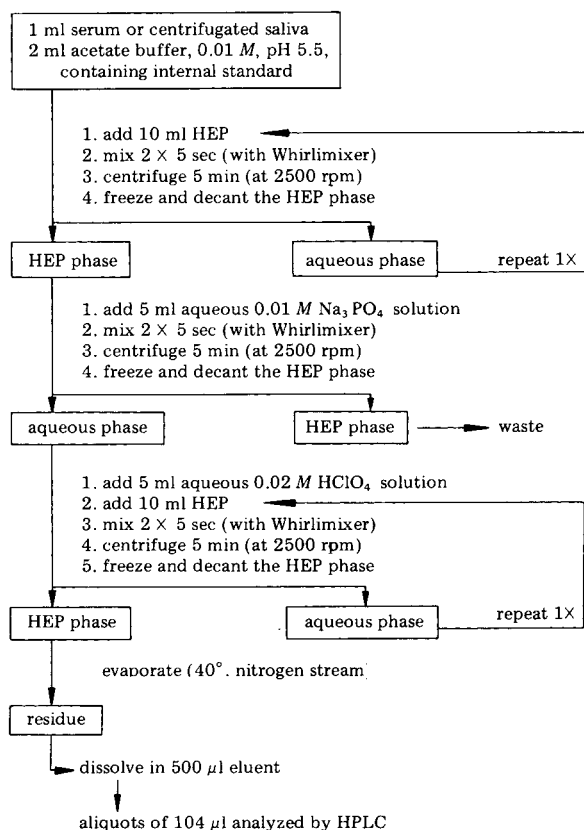 1 ml serum or centrifugated saliva
2 ml acetate buffer, 0.01 M, pH 5.5,
containing internal standard
1. add 10 ml HEP
2. mix 2 × 5 sec (with Whirlimixer)
3. centrifuge 5 min (at 2500 rpm)
4. freeze and decant the HEP phase
HEP phase
aqueous phase
repeat 1×
1. add 5 ml aqueous 0.01 M Na₃PO₄ solution
2. mix 2 × 5 sec (with Whirlimixer)
3. centrifuge 5 min (at 2500 rpm)
4. freeze and decant the HEP phase
aqueous phase
HEP phase
waste
1. add 5 ml aqueous 0.02 M HClO₄ solution
2. add 10 ml HEP
3. mix 2 × 5 sec (with Whirlimixer)
4. centrifuge 5 min (at 2500 rpm)
5. freeze and decant the HEP phase
HEP phase
aqueous phase
repeat 1×
evaporate (40°. nitrogen stream)
residue
dissolve in 500 μl eluent
aliquots of 104 μl analyzed by HPLC